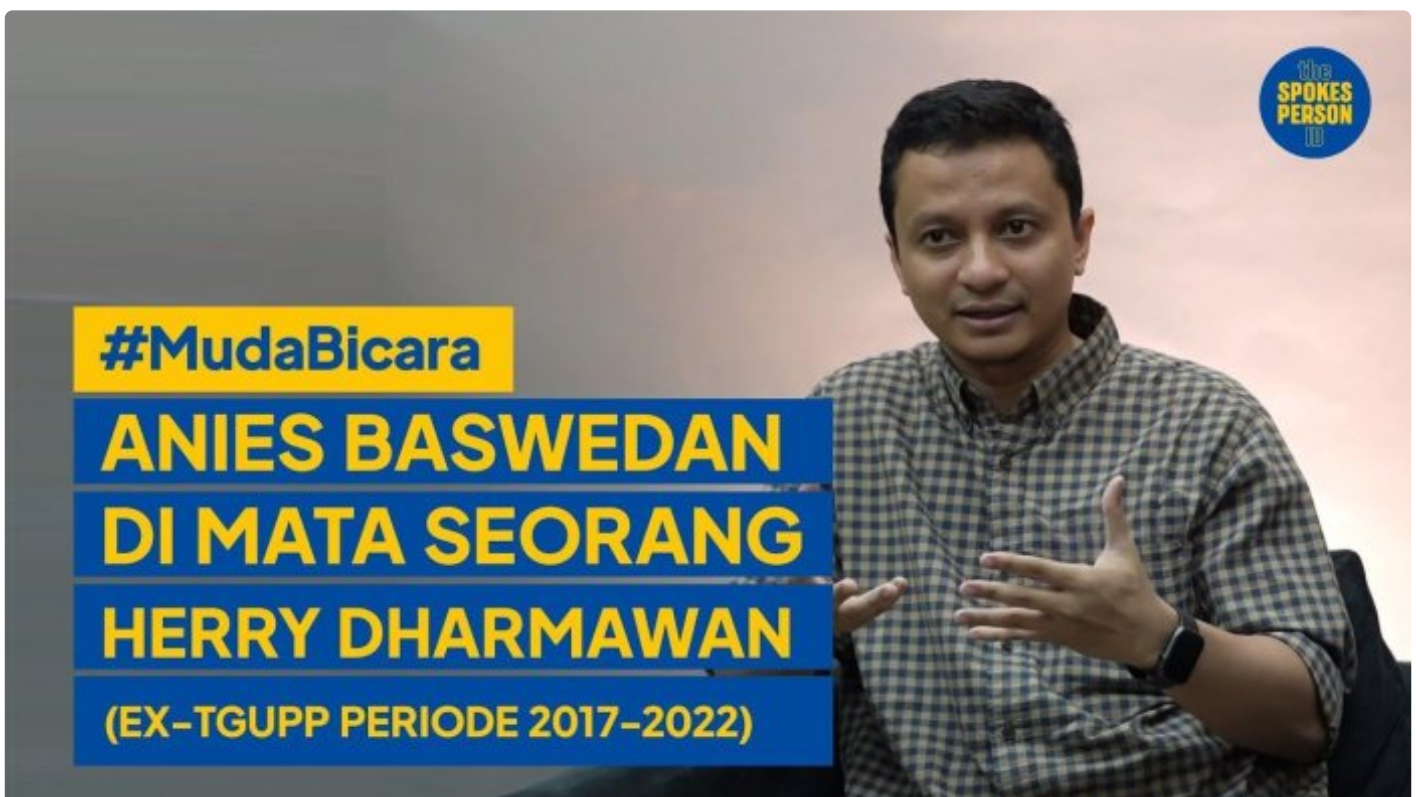 the
SPOKES
PERSON
ID
#MudaBicara
ANIES BASWEDAN
DI MATA SEORANG
HERRY DHARMAWAN
(EX-TGUPP PERIODE 2017-2022)